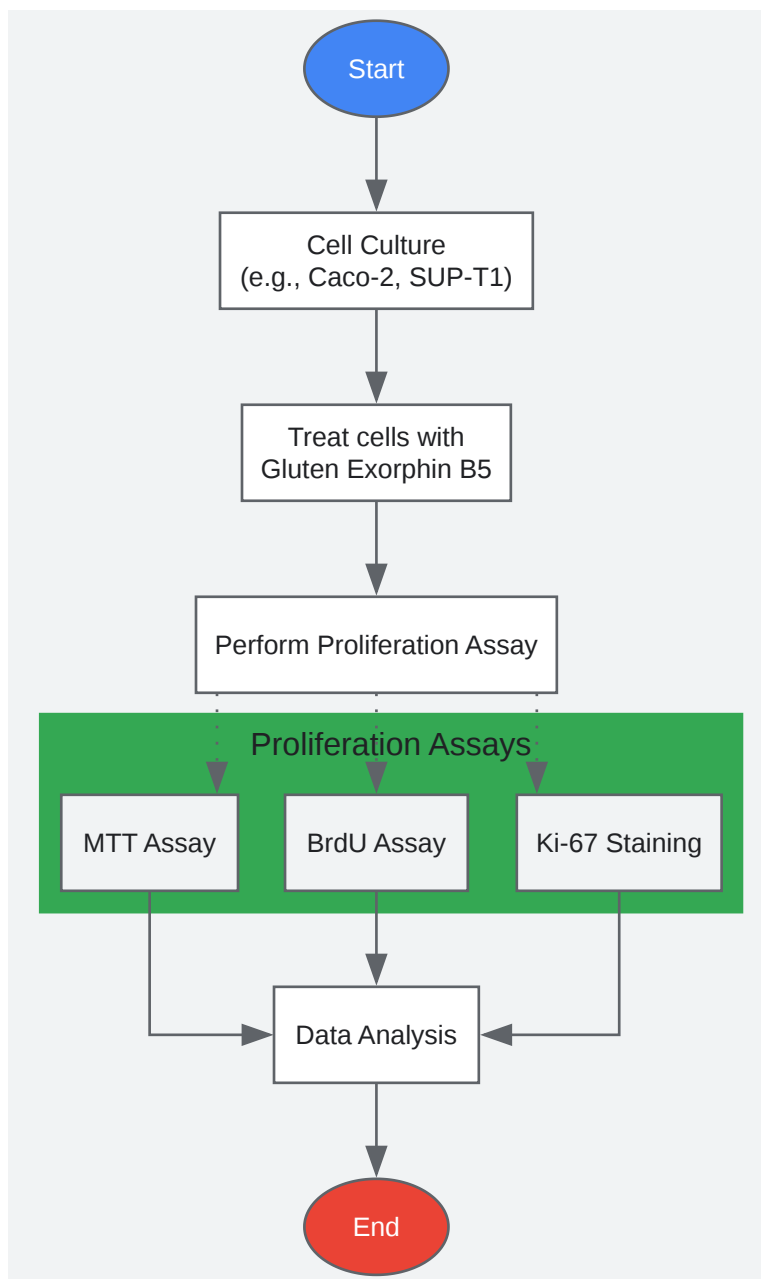 Start
Cell Culture
(e.g., Caco-2, SUP-T1)
Treat cells with
Gluten Exorphin B5
Perform Proliferation Assay
Proliferation Assays
MTT Assay
BrdU Assay
Ki-67 Staining
Data Analysis
End